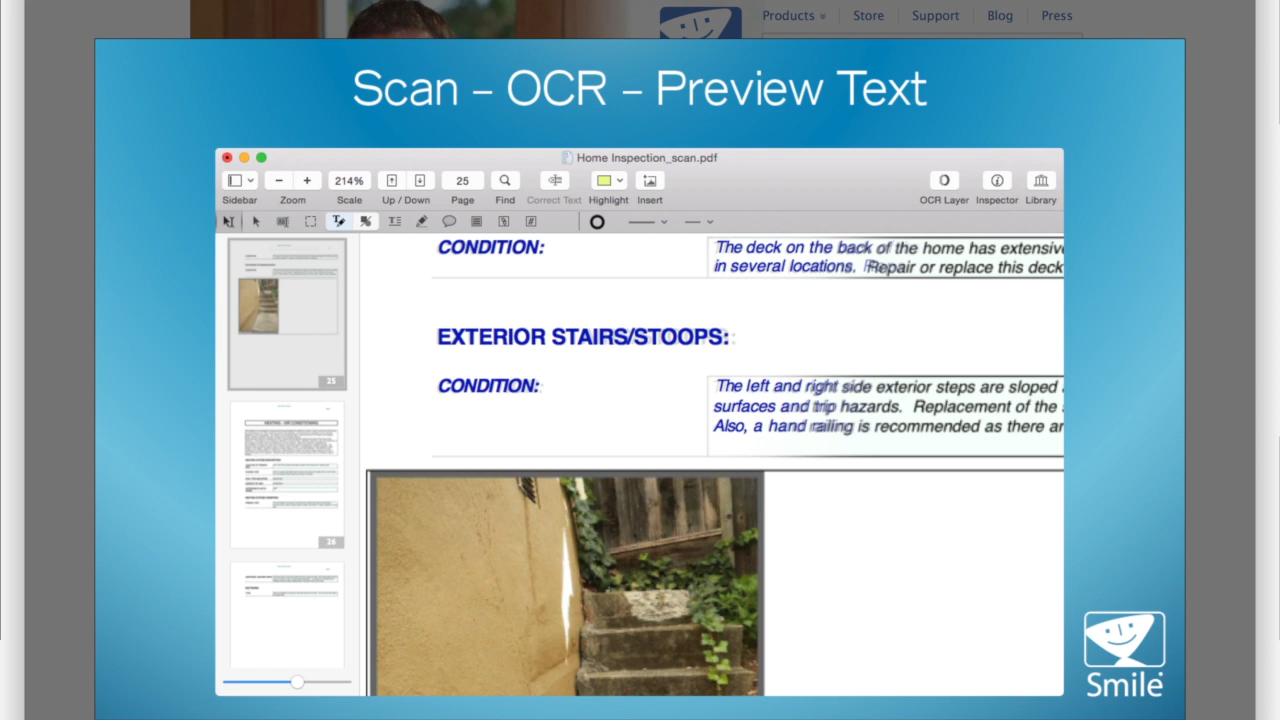 Products Store Support Blog Press
Scan – OCR – Preview Text
Home Inspection_scan.pdf
214% 25
Sidebar Zoom Scale Up / Down Page Find Correct Text Highlight Insert OCR Layer Inspector Library
CONDITION: The deck on the back of the home has extensive
in several locations. Repair or replace this deck
EXTERIOR STAIRS/STOOPS:
CONDITION: The left and right side exterior steps are sloped
surfaces and trip hazards. Replacement of the
Also, a hand railing is recommended as there
25
HEATING - AIR CONDITIONING
26
Smile